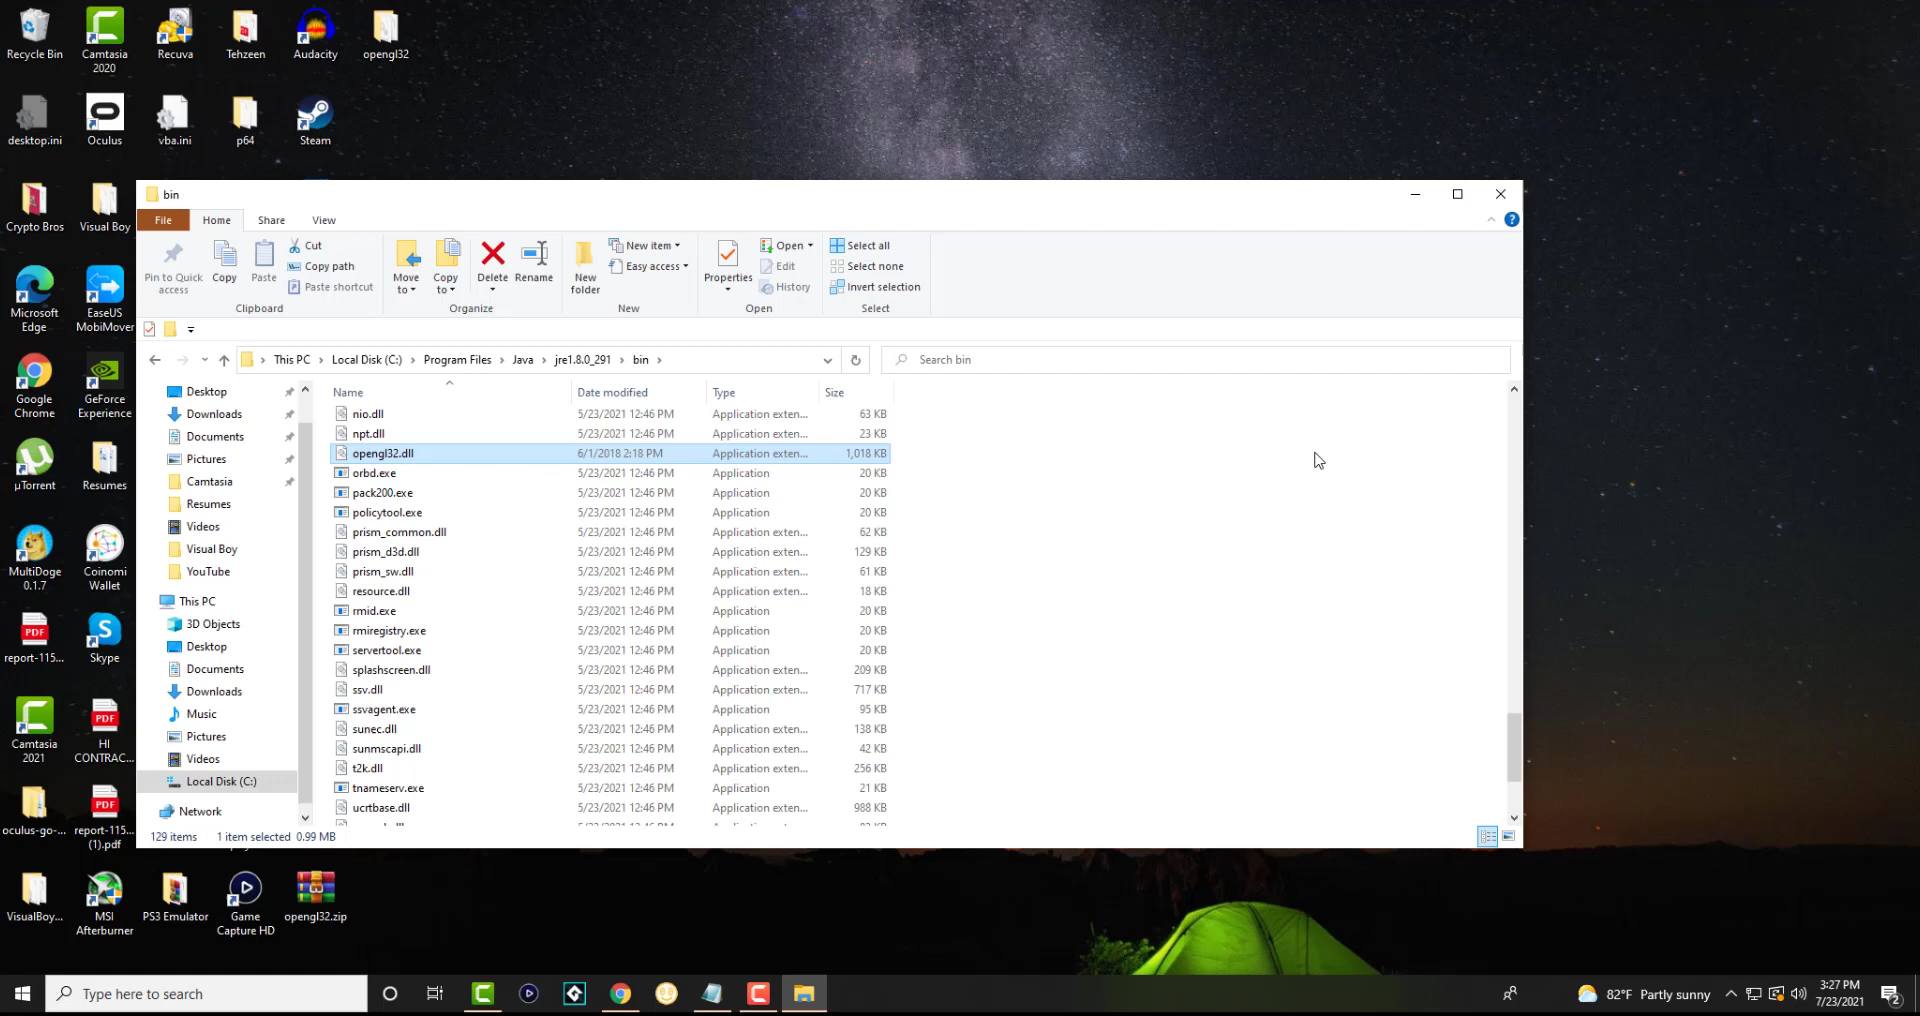 Recycle Bin
Camtasia 2020
Recuva
Tehzeen
Audacity
opengl32
desktop.ini
Oculus
vba.ini
p64
Steam
Crypto Bros
Visual Boy
Microsoft Edge
EaseUS MobiMover
Google Chrome
GeForce Experience
µTorrent
Resumes
MultiDoge 0.1.7
Coinomi Wallet
report-115...
Skype
Camtasia 2021
HI CONTRAC...
oculus-go-...
report-115... (1).pdf
VisualBoy...
MSI Afterburner
PS3 Emulator
Game Capture HD
opengl32.zip
bin
File Home Share View
Pin to Quick access
Copy
Paste
Cut
Copy path
Paste shortcut
Clipboard
Move to
Copy to
Delete
Rename
Organize
New folder
New item
Easy access
New
Properties
Open
Edit
History
Open
Select all
Select none
Invert selection
Select
This PC > Local Disk (C:) > Program Files > Java > jre1.8.0_291 > bin >
Search bin
Desktop
Downloads
Documents
Pictures
Camtasia
Resumes
Videos
Visual Boy
YouTube
This PC
3D Objects
Desktop
Documents
Downloads
Music
Pictures
Videos
Local Disk (C:)
Network
Name Date modified Type Size
nio.dll 5/23/2021 12:46 PM Application exten... 63 KB
npt.dll 5/23/2021 12:46 PM Application exten... 23 KB
opengl32.dll 6/1/2018 2:18 PM Application exten... 1,018 KB
orbd.exe 5/23/2021 12:46 PM Application 20 KB
pack200.exe 5/23/2021 12:46 PM Application 20 KB
policytool.exe 5/23/2021 12:46 PM Application 20 KB
prism_common.dll 5/23/2021 12:46 PM Application exten... 62 KB
prism_d3d.dll 5/23/2021 12:46 PM Application exten... 129 KB
prism_sw.dll 5/23/2021 12:46 PM Application exten... 61 KB
resource.dll 5/23/2021 12:46 PM Application exten... 18 KB
rmid.exe 5/23/2021 12:46 PM Application 20 KB
rmiregistry.exe 5/23/2021 12:46 PM Application 20 KB
servertool.exe 5/23/2021 12:46 PM Application 20 KB
splashscreen.dll 5/23/2021 12:46 PM Application exten... 209 KB
ssv.dll 5/23/2021 12:46 PM Application exten... 717 KB
ssvagent.exe 5/23/2021 12:46 PM Application 95 KB
sunec.dll 5/23/2021 12:46 PM Application exten... 138 KB
sunmscapi.dll 5/23/2021 12:46 PM Application exten... 42 KB
t2k.dll 5/23/2021 12:46 PM Application exten... 256 KB
tnameserv.exe 5/23/2021 12:46 PM Application 21 KB
ucrtbase.dll 5/23/2021 12:46 PM Application exten... 988 KB
129 items 1 item selected 0.99 MB
Type here to search
82°F Partly sunny
3:27 PM
7/23/2021
2